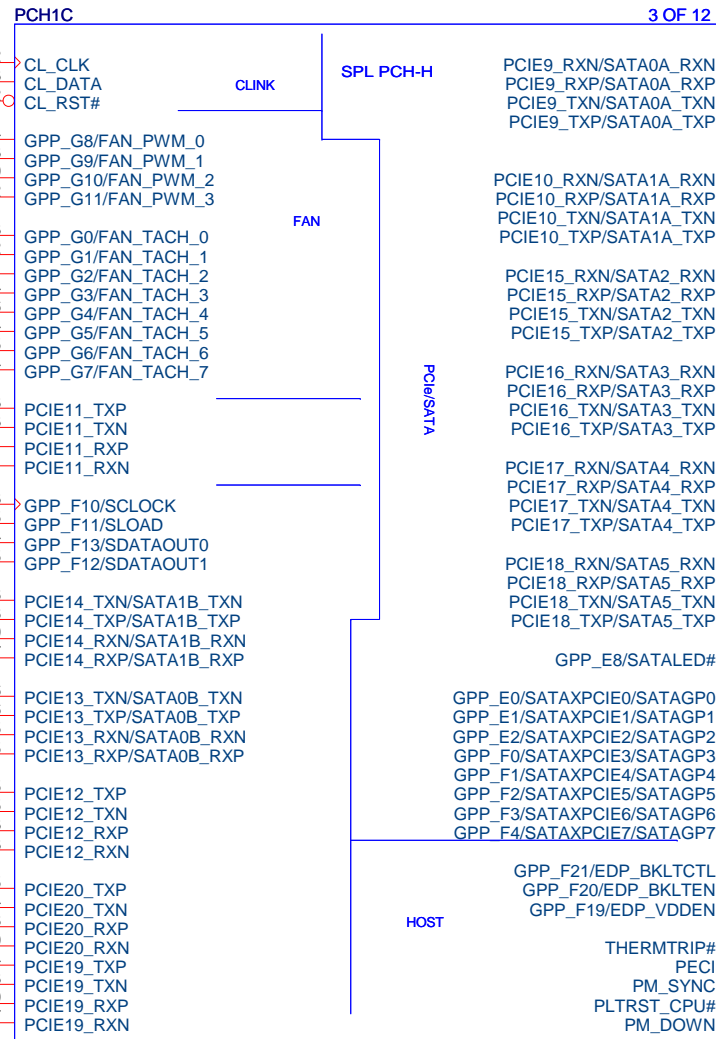 PCH1C
3 OF 12
SPL PCH-H
CLINK
CL_CLK
CL_DATA
CL_RST#
GPP_G8/FAN_PWM_0
GPP_G9/FAN_PWM_1
GPP_G10/FAN_PWM_2
GPP_G11/FAN_PWM_3
FAN
GPP_G0/FAN_TACH_0
GPP_G1/FAN_TACH_1
GPP_G2/FAN_TACH_2
GPP_G3/FAN_TACH_3
GPP_G4/FAN_TACH_4
GPP_G5/FAN_TACH_5
GPP_G6/FAN_TACH_6
GPP_G7/FAN_TACH_7
PCIE11_TXP
PCIE11_TXN
PCIE11_RXP
PCIE11_RXN
GPP_F10/SCLOCK
GPP_F11/SLOAD
GPP_F13/SDATAOUT0
GPP_F12/SDATAOUT1
PCIE14_TXN/SATA1B_TXN
PCIE14_TXP/SATA1B_TXP
PCIE14_RXN/SATA1B_RXN
PCIE14_RXP/SATA1B_RXP
PCIE13_TXN/SATA0B_TXN
PCIE13_TXP/SATA0B_TXP
PCIE13_RXN/SATA0B_RXN
PCIE13_RXP/SATA0B_RXP
PCIE12_TXP
PCIE12_TXN
PCIE12_RXP
PCIE12_RXN
PCIE20_TXP
PCIE20_TXN
PCIE20_RXP
PCIE20_RXN
PCIE19_TXP
PCIE19_TXN
PCIE19_RXP
PCIE19_RXN
PCIe/SATA
PCIE9_RXN/SATA0A_RXN
PCIE9_RXP/SATA0A_RXP
PCIE9_TXN/SATA0A_TXN
PCIE9_TXP/SATA0A_TXP
PCIE10_RXN/SATA1A_RXN
PCIE10_RXP/SATA1A_RXP
PCIE10_TXN/SATA1A_TXN
PCIE10_TXP/SATA1A_TXP
PCIE15_RXN/SATA2_RXN
PCIE15_RXP/SATA2_RXP
PCIE15_TXN/SATA2_TXN
PCIE15_TXP/SATA2_TXP
PCIE16_RXN/SATA3_RXN
PCIE16_RXP/SATA3_RXP
PCIE16_TXN/SATA3_TXN
PCIE16_TXP/SATA3_TXP
PCIE17_RXN/SATA4_RXN
PCIE17_RXP/SATA4_RXP
PCIE17_TXN/SATA4_TXN
PCIE17_TXP/SATA4_TXP
PCIE18_RXN/SATA5_RXN
PCIE18_RXP/SATA5_RXP
PCIE18_TXN/SATA5_TXN
PCIE18_TXP/SATA5_TXP
GPP_E8/SATALED#
GPP_E0/SATAXPCIE0/SATAGP0
GPP_E1/SATAXPCIE1/SATAGP1
GPP_E2/SATAXPCIE2/SATAGP2
GPP_F0/SATAXPCIE3/SATAGP3
GPP_F1/SATAXPCIE4/SATAGP4
GPP_F2/SATAXPCIE5/SATAGP5
GPP_F3/SATAXPCIE6/SATAGP6
GPP_F4/SATAXPCIE7/SATAGP7
GPP_F21/EDP_BKLTCTL
GPP_F20/EDP_BKLTEN
GPP_F19/EDP_VDDEN
HOST
THERMTRIP#
PECI
PM_SYNC
PLTRST_CPU#
PM_DOWN